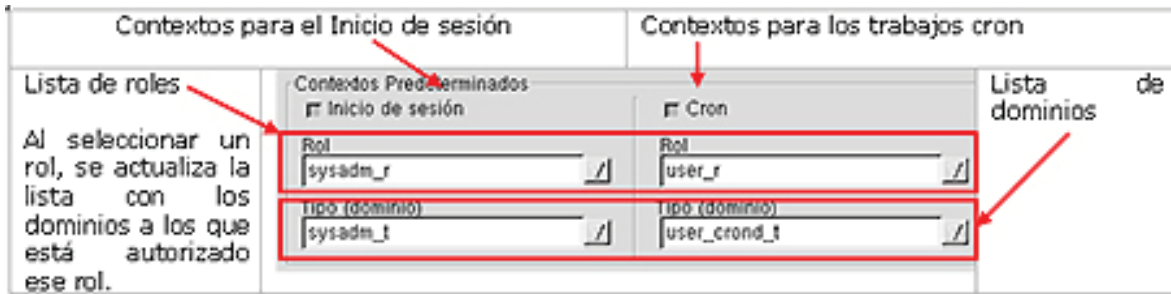 Contextos para el Inicio de sesión
Contextos para los trabajos cron
Lista de roles
Al seleccionar un
rol, se actualiza la
lista con los
dominios a los que
está autorizado
ese rol.
Contextos Predeterminados
Inicio de sesión
Cron
Rol
sysadm_r
Rol
user_r
Tipo (dominio)
sysadm_t
Tipo (dominio)
user_crond_t
Lista de
dominios